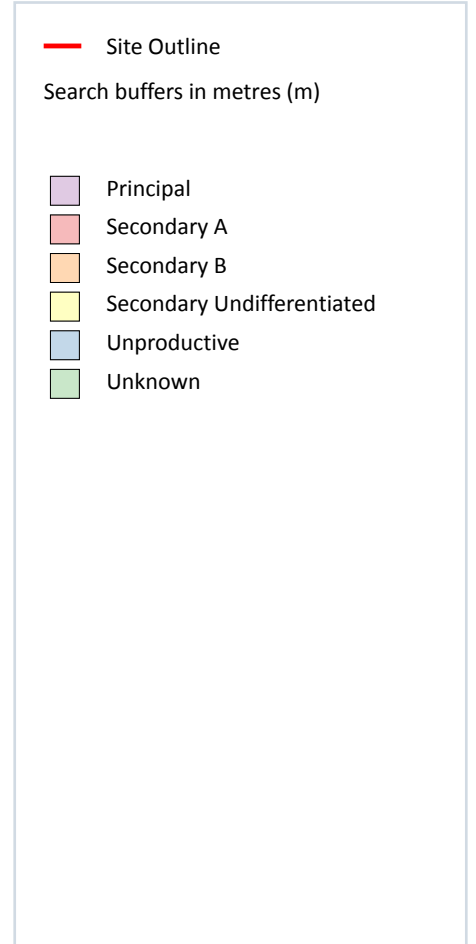 Site Outline
Search buffers in metres (m)
Principal
Secondary A
Secondary B
Secondary Undifferentiated
Unproductive
Unknown